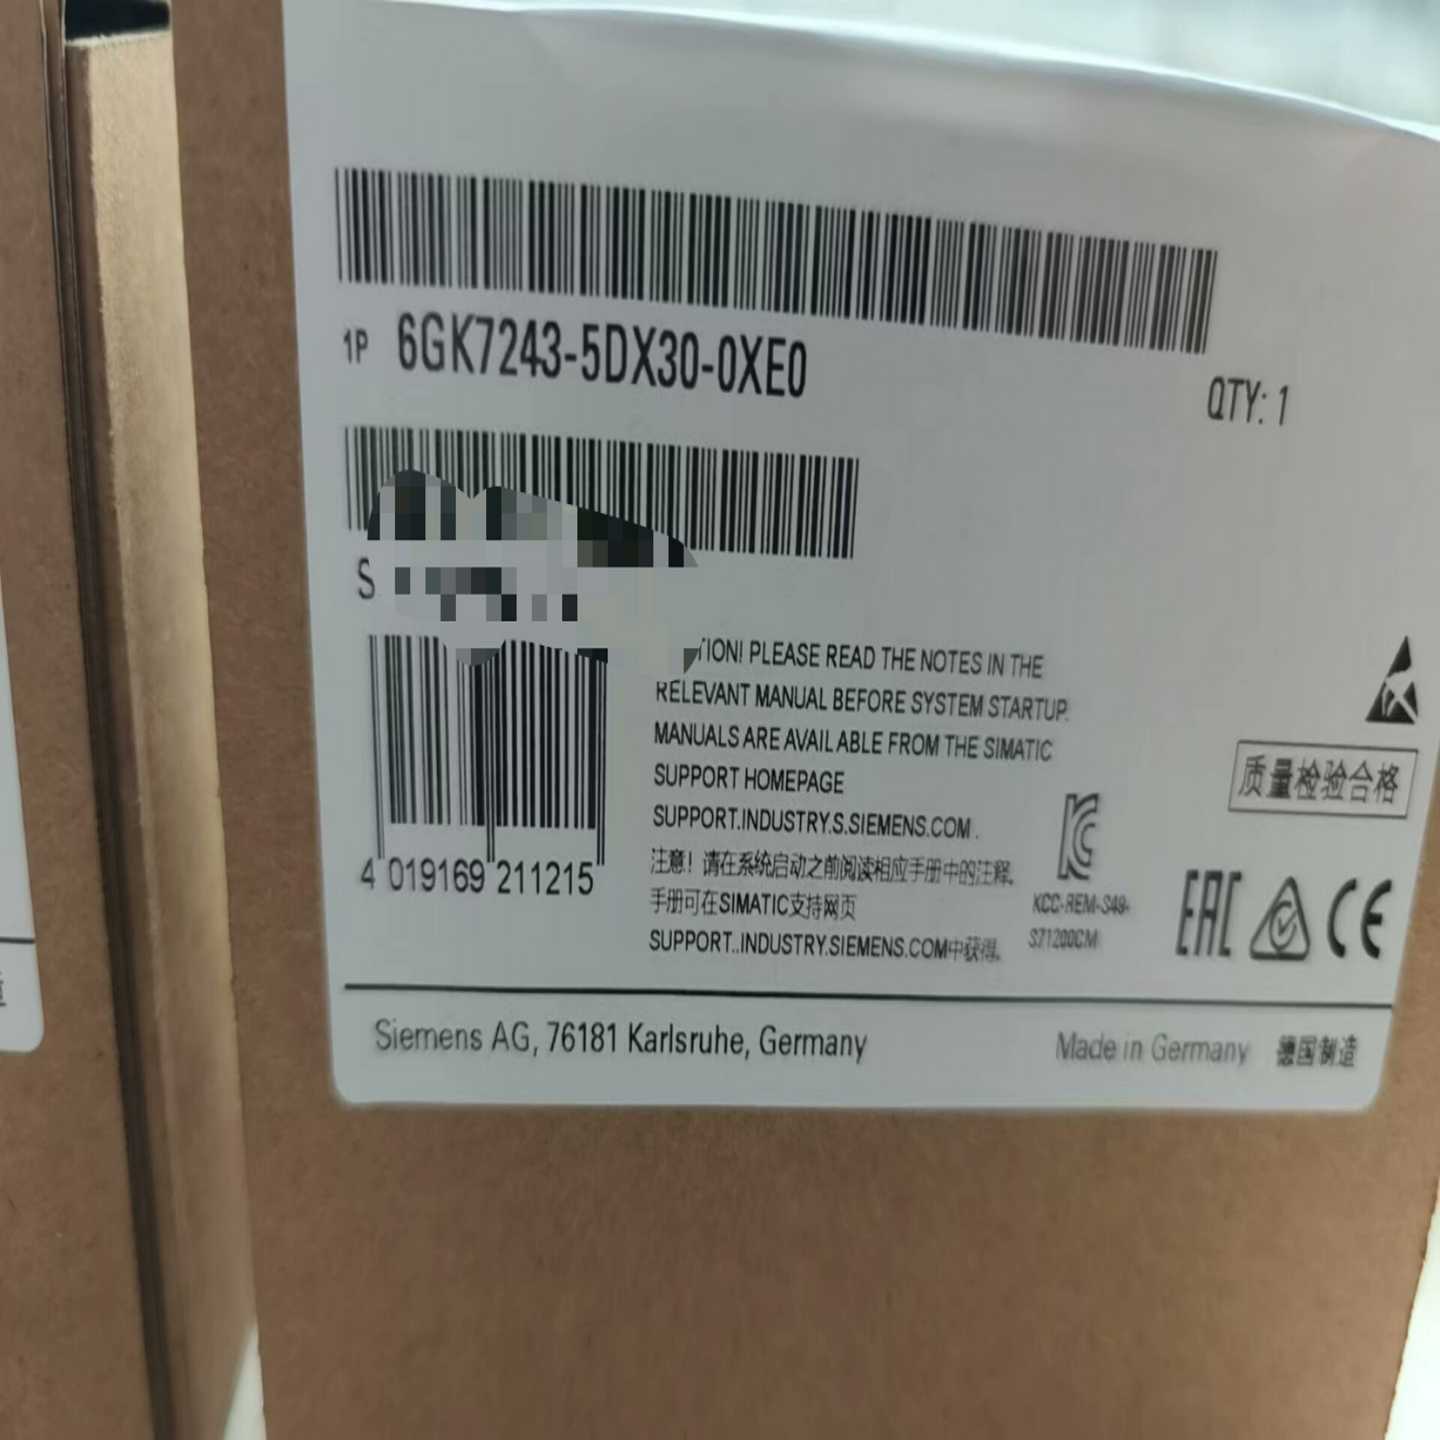 1P 6GK7243-5DX30-0XE0
QTY: 1
S
TION! PLEASE READ THE NOTES IN THE
RELEVANT MANUAL BEFORE SYSTEM STARTUP.
MANUALS ARE AVAILABLE FROM THE SIMATIC
SUPPORT HOMEPAGE
SUPPORT.INDUSTRY.S.SIEMENS.COM .
注意！请在系统启动之前阅读相应手册中的注释。
手册可在SIMATIC支持网页
SUPPORT..INDUSTRY.SIEMENS.COM中获得。
4 019169 211215
质量检验合格
KCC-REM-S49-
S71200CM
EAC
CE
Siemens AG, 76181 Karlsruhe, Germany
Made in Germany 德国制造